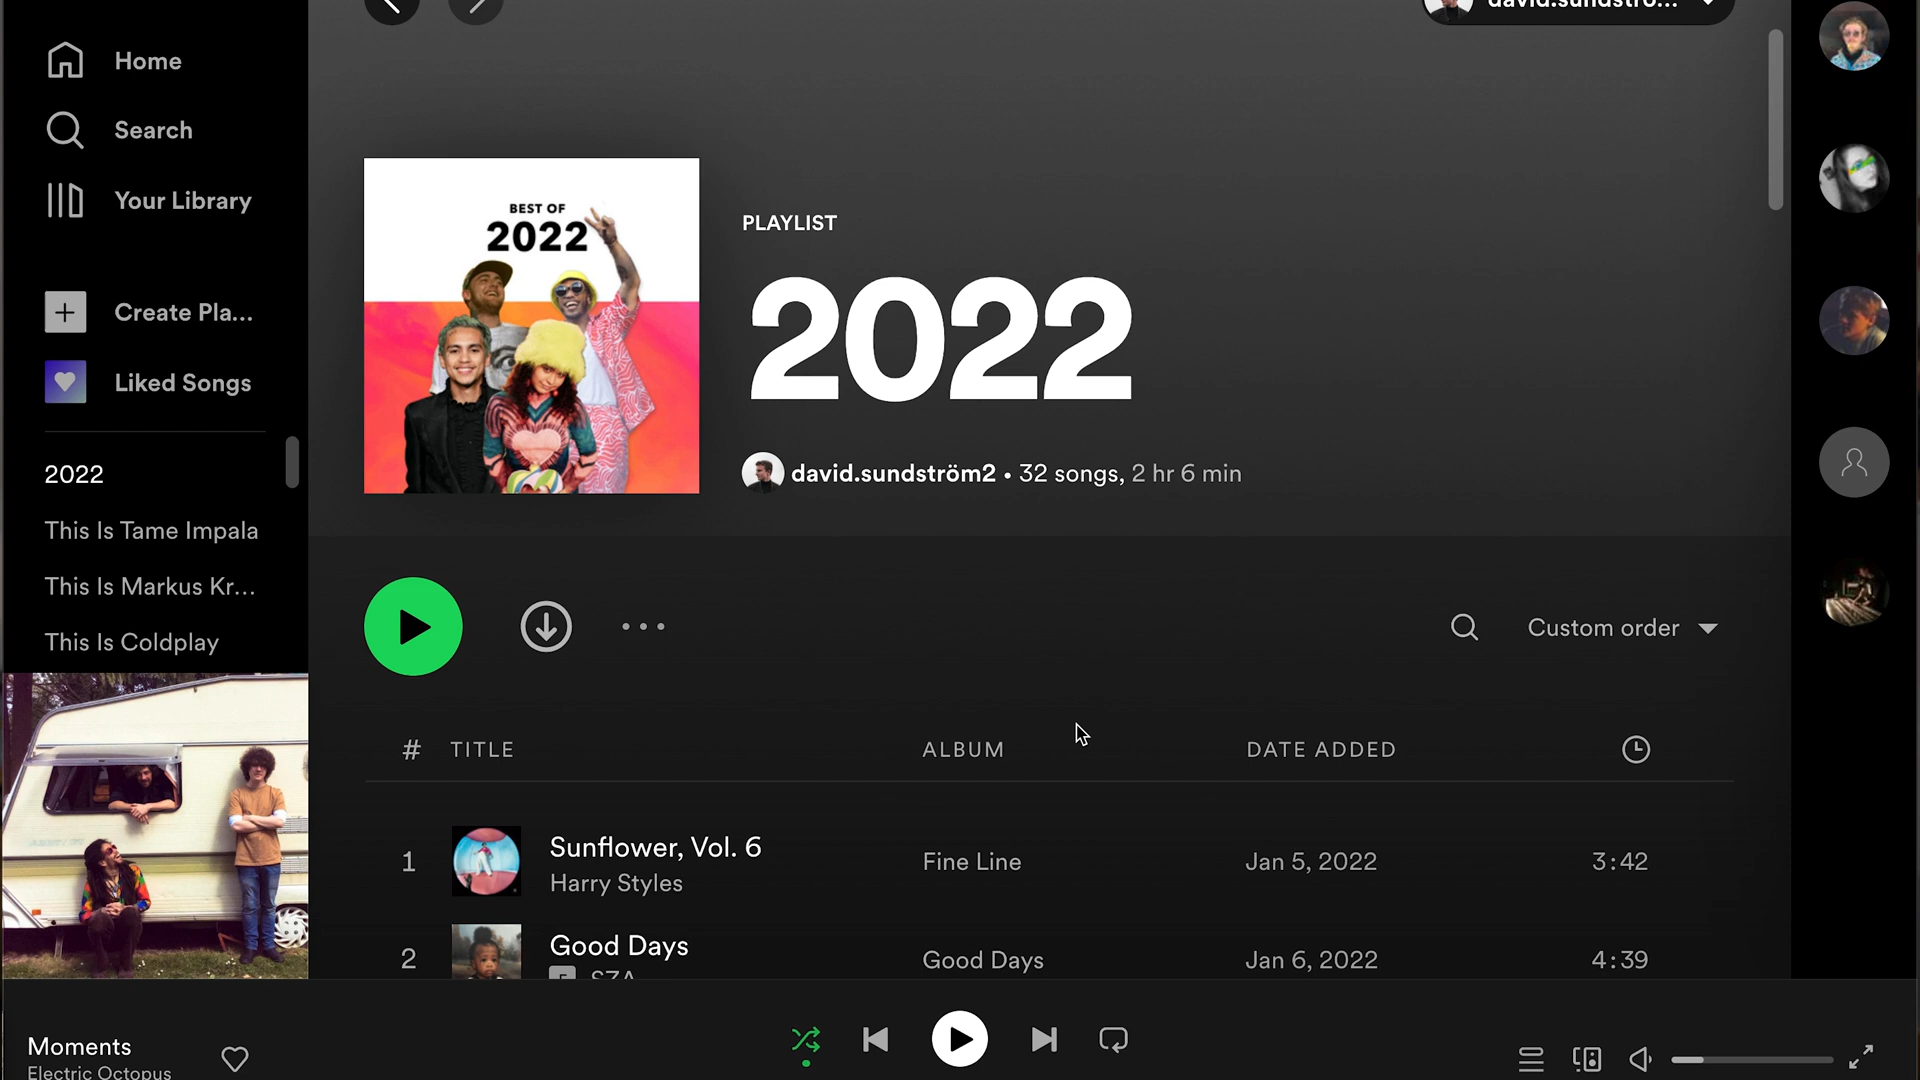 david.sundströ...
Home
Search
Your Library
Create Pla...
Liked Songs
2022
This Is Tame Impala
This Is Markus Kr...
This Is Coldplay
BEST OF
2022
PLAYLIST
2022
david.sundström2 • 32 songs, 2 hr 6 min
Custom order
# TITLE ALBUM DATE ADDED
1 Sunflower, Vol. 6 Fine Line Jan 5, 2022 3:42
Harry Styles
2 Good Days Good Days Jan 6, 2022 4:39
E SZA
Moments
Electric Octopus